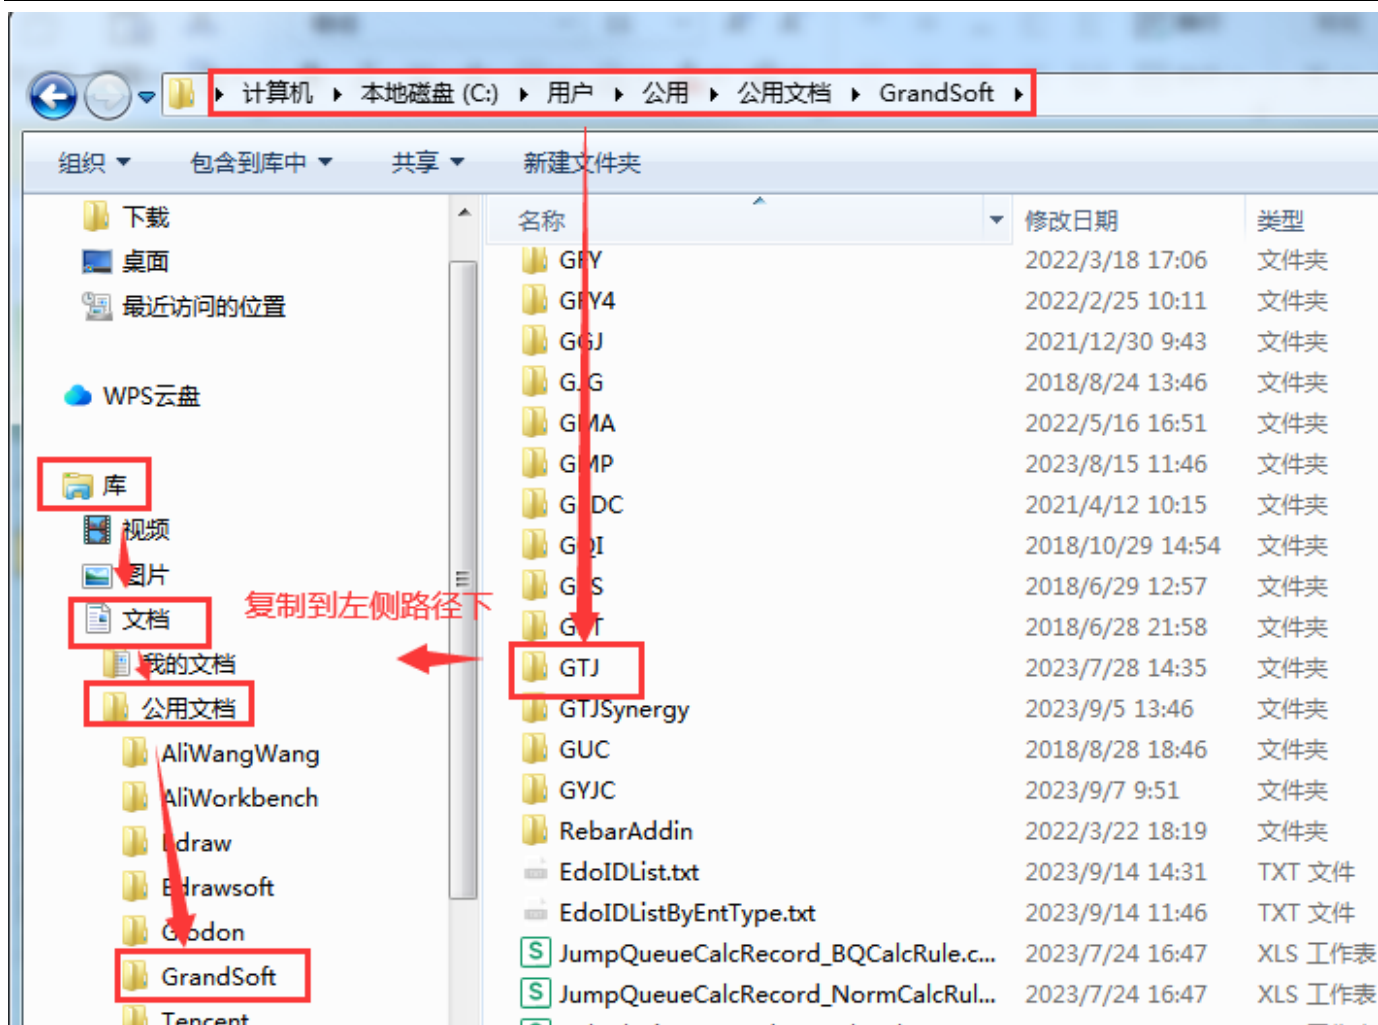 计算机 本地磁盘 (C:) 用户 公用 公用文档 GrandSoft
组织 包含到库中 共享 新建文件夹
下载
桌面
最近访问的位置
WPS云盘
库
视频
图片
文档
我的文档
公用文档
AliWangWang
AliWorkbench
Edraw
Edrawsoft
Glodon
GrandSoft
Tencent
复制到左侧路径下
名称 修改日期 类型
GFY 2022/3/18 17:06 文件夹
GFY4 2022/2/25 10:11 文件夹
GGJ 2021/12/30 9:43 文件夹
GJG 2018/8/24 13:46 文件夹
GMA 2022/5/16 16:51 文件夹
GMP 2023/8/15 11:46 文件夹
2021/4/12 10:15 文件夹
GQI 2018/10/29 14:54 文件夹
2018/6/29 12:57 文件夹
2018/6/28 21:58 文件夹
GTJ 2023/7/28 14:35 文件夹
GTJSynergy 2023/9/5 13:46 文件夹
GUC 2018/8/28 18:46 文件夹
GYJC 2023/9/7 9:51 文件夹
RebarAddin 2022/3/22 18:19 文件夹
EdoIDList.txt 2023/9/14 14:31 TXT 文件
EdoIDListByEntType.txt 2023/9/14 11:46 TXT 文件
JumpQueueCalcRecord_BQCalcRule.c... 2023/7/24 16:47 XLS 工作表
JumpQueueCalcRecord_NormCalcRul... 2023/7/24 16:47 XLS 工作表